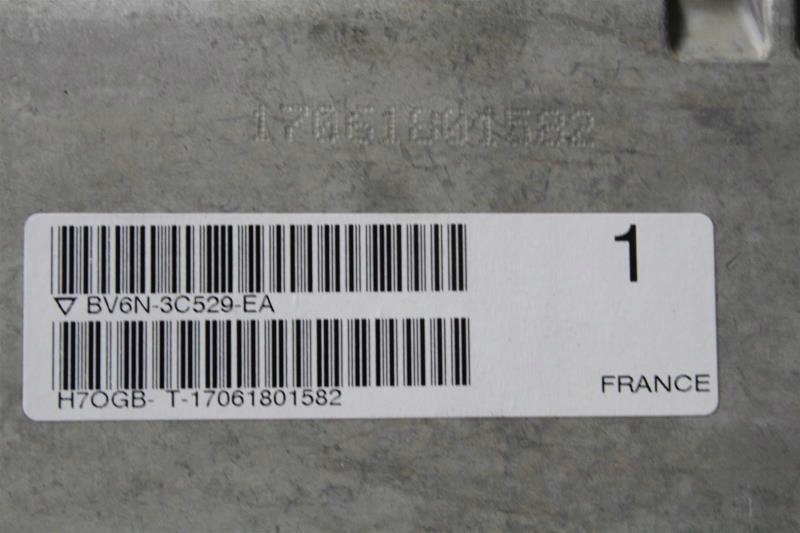 17061801582
1
▽ BV6N-3C529-EA
H7OGB- T-17061801582
FRANCE